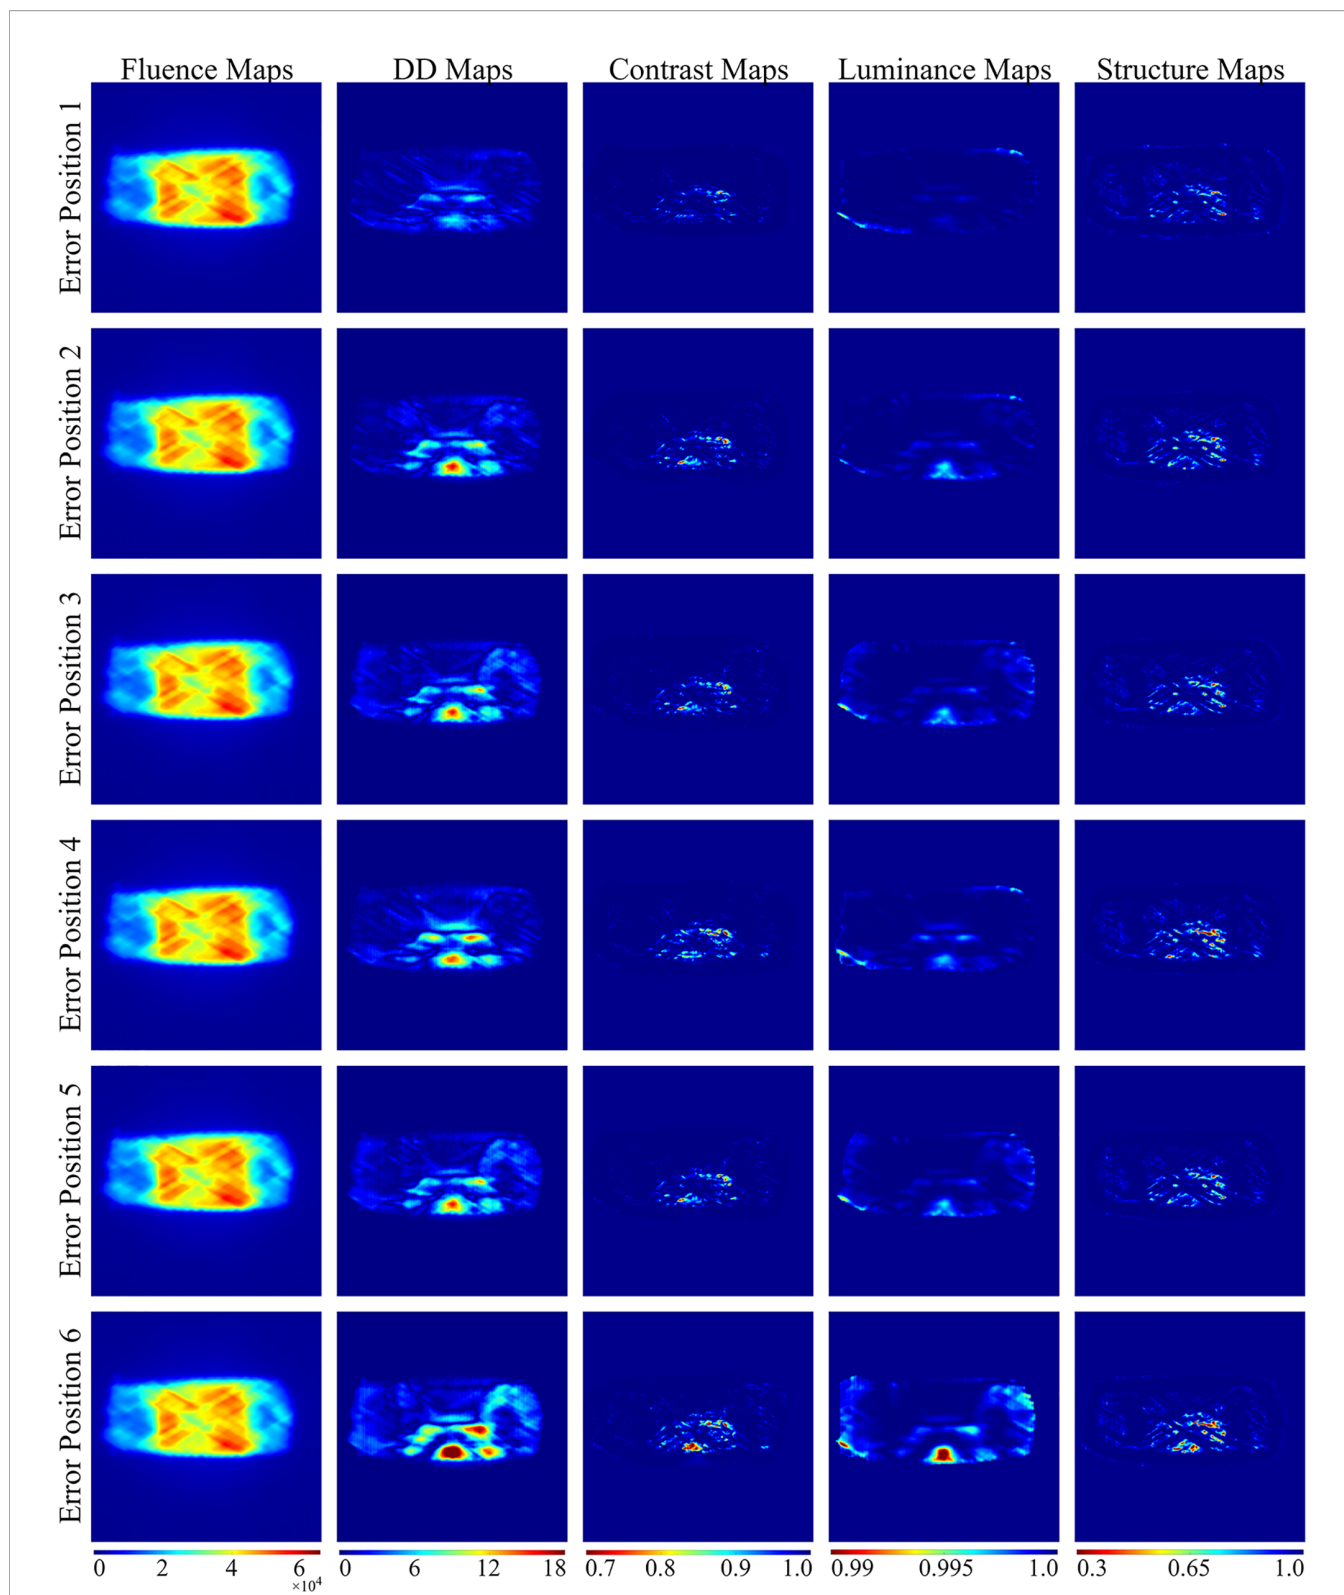 Fluence Maps DD Maps Contrast Maps Luminance Maps Structure Maps
Error Position 1
Error Position 2
Error Position 3
Error Position 4
Error Position 5
Error Position 6
0 2 4 6 0 6 12 18 0.7 0.8 0.9 1.0 0.99 0.995 1.0 0.3 0.65 1.0
×10⁴